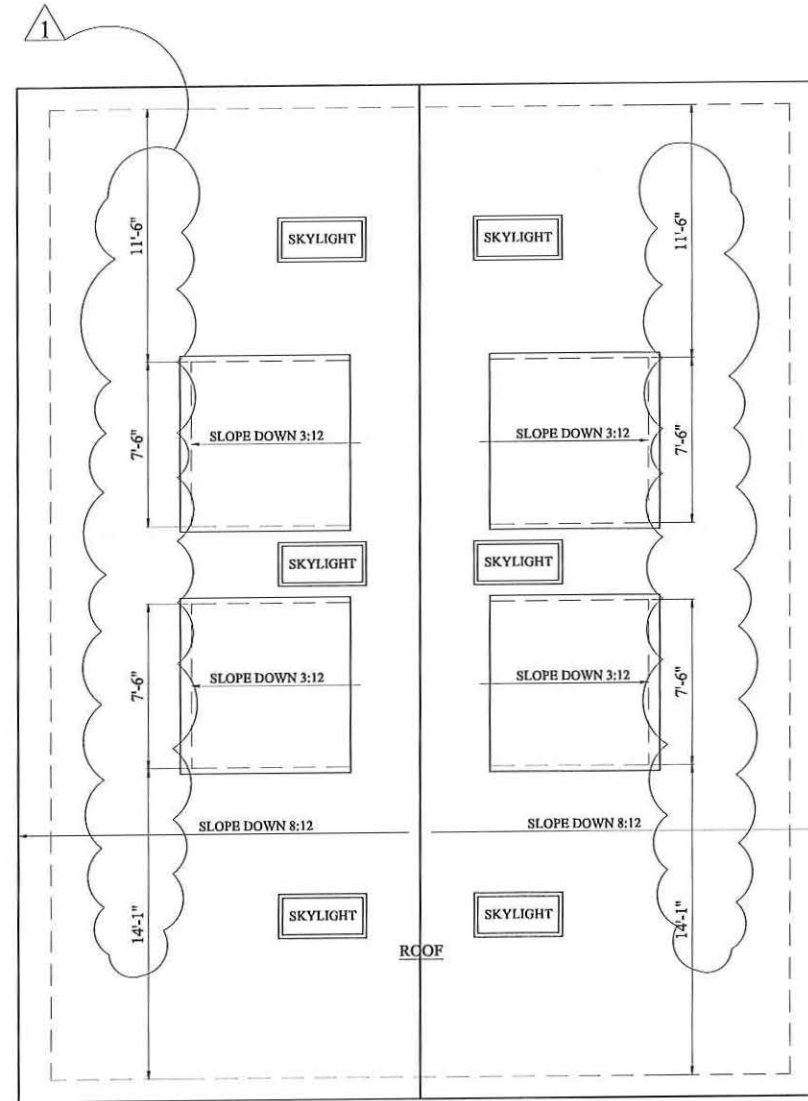 1
11'-6"
11'-6"
SKYLIGHT
SKYLIGHT
7'-6"
SLOPE DOWN 3:12
SLOPE DOWN 3:12
7'-6"
SKYLIGHT
SKYLIGHT
7'-6"
SLOPE DOWN 3:12
SLOPE DOWN 3:12
7'-6"
SLOPE DOWN 8:12
SLOPE DOWN 8:12
14'-1"
SKYLIGHT
SKYLIGHT
14'-1"
ROOF